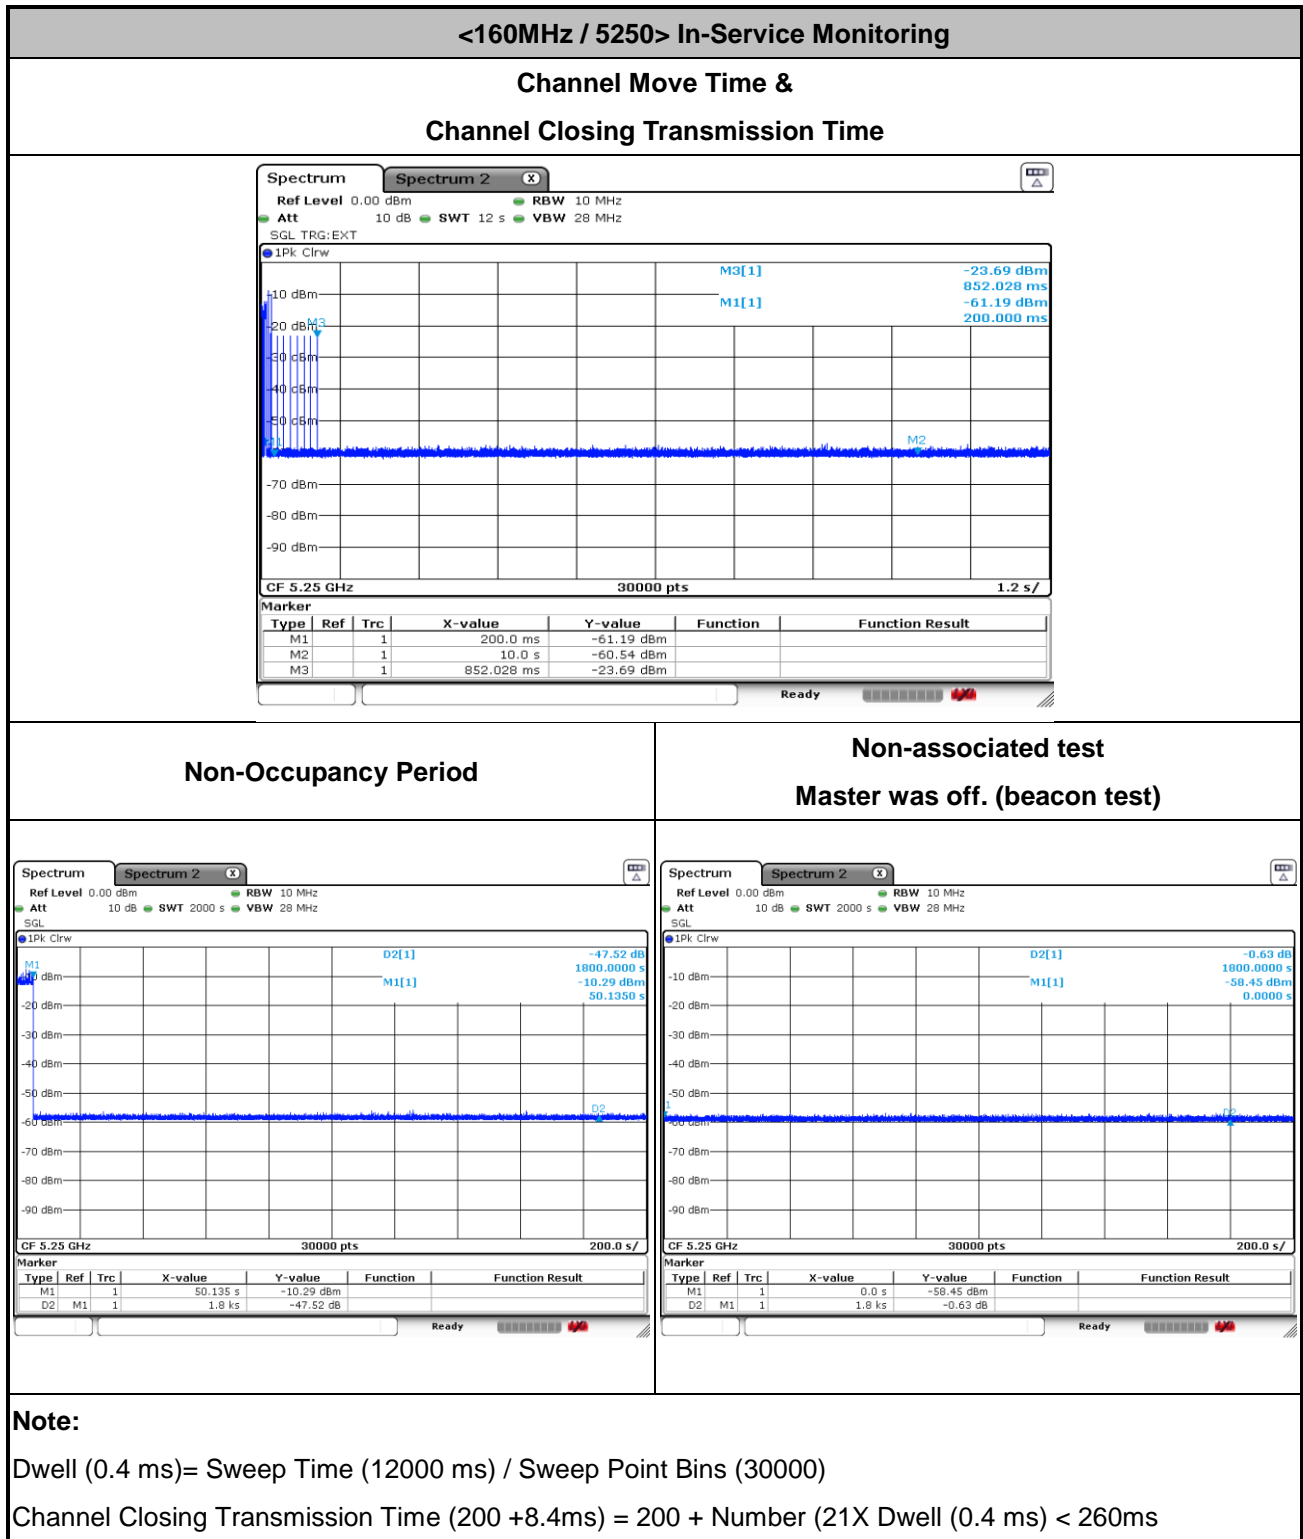 <160MHz / 5250> In-Service Monitoring
Channel Move Time &
Channel Closing Transmission Time
Spectrum Spectrum 2 X
Ref Level 0.00 dBm RBW 10 MHz
Att 10 dB SWT 12 s VBW 28 MHz
SGL TRG:EXT
1Pk Clrw
M3[1] -23.69 dBm
852.028 ms
-10 dBm
M1[1] -61.19 dBm
200.000 ms
-20 dBm
M3
-30 dBm
-40 dBm
-50 dBm
M1
M2
-70 dBm
-80 dBm
-90 dBm
CF 5.25 GHz 30000 pts 1.2 s/
Marker
Type Ref Trc X-value Y-value Function Function Result
M1 1 200.0 ms -61.19 dBm
M2 1 10.0 s -60.54 dBm
M3 1 852.028 ms -23.69 dBm
Ready
Non-Occupancy Period
Non-associated test
Master was off. (beacon test)
Spectrum Spectrum 2 X
Ref Level 0.00 dBm RBW 10 MHz
Att 10 dB SWT 2000 s VBW 28 MHz
SGL
1Pk Clrw
D2[1] -47.52 dB
1800.0000 s
M1
dBm
M1[1] -10.29 dBm
50.1350 s
-20 dBm
-30 dBm
-40 dBm
-50 dBm
D2
-60 dBm
-70 dBm
-80 dBm
-90 dBm
CF 5.25 GHz 30000 pts 200.0 s/
Marker
Type Ref Trc X-value Y-value Function Function Result
M1 1 50.135 s -10.29 dBm
D2 M1 1 1.8 ks -47.52 dB
Ready
Spectrum Spectrum 2 X
Ref Level 0.00 dBm RBW 10 MHz
Att 10 dB SWT 2000 s VBW 28 MHz
SGL
1Pk Clrw
D2[1] -0.63 dB
1800.0000 s
-10 dBm
M1[1] -58.45 dBm
0.0000 s
-20 dBm
-30 dBm
-40 dBm
-50 dBm
1
D2
-60 dBm
-70 dBm
-80 dBm
-90 dBm
CF 5.25 GHz 30000 pts 200.0 s/
Marker
Type Ref Trc X-value Y-value Function Function Result
M1 1 0.0 s -58.45 dBm
D2 M1 1 1.8 ks -0.63 dB
Ready
Note:
Dwell (0.4 ms)= Sweep Time (12000 ms) / Sweep Point Bins (30000)
Channel Closing Transmission Time (200 +8.4ms) = 200 + Number (21X Dwell (0.4 ms) < 260ms